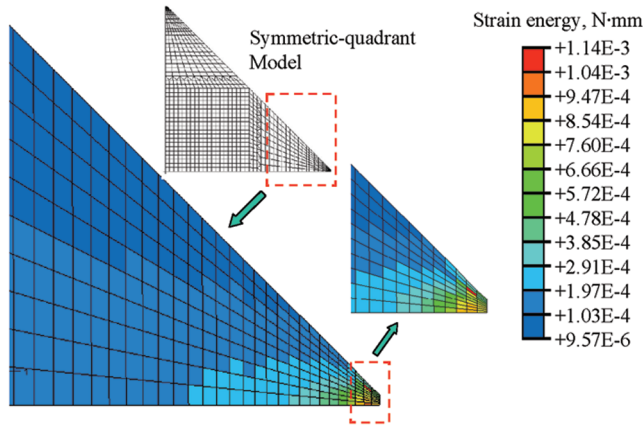 Symmetric-quadrant
Model
Strain energy, N·mm
+1.14E-3
+1.04E-3
+9.47E-4
+8.54E-4
+7.60E-4
+6.66E-4
+5.72E-4
+4.78E-4
+3.85E-4
+2.91E-4
+1.97E-4
+1.03E-4
+9.57E-6